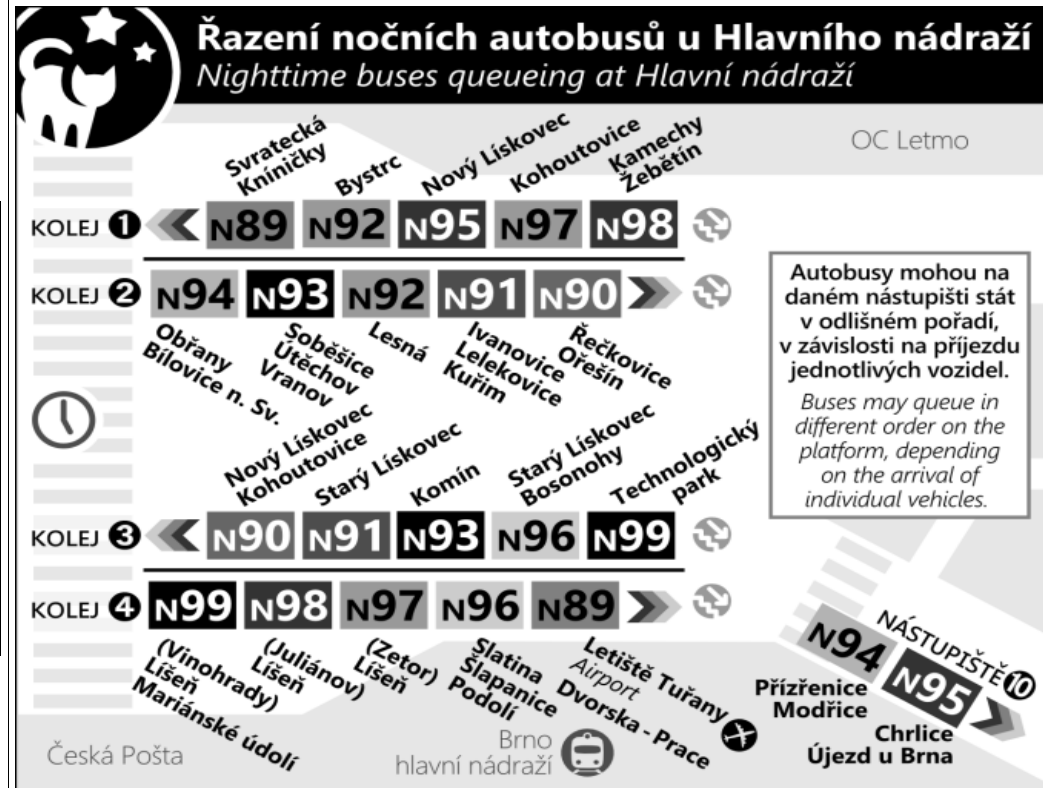 Řazení nočních autobusů u Hlavního nádraží
Nighttime buses queueing at Hlavní nádraží
OC Letmo
Svratecká
Kníničky
Bystrc
Nový Lískovec
Kohoutovice
Kamechy
Žebětín
KOLEJ 1 N89 N92 N95 N97 N98
KOLEJ 2 N94 N93 N92 N91 N90
Obřany
Bílovice n. Sv.
Soběšice
Útěchov
Vranov
Lesná
Ivanovice
Lelekovice
Kuřim
Řečkovice
Ořešín
Autobusy mohou na
daném nástupišti stát
v odlišném pořadí,
v závislosti na příjezdu
jednotlivých vozidel.
Buses may queue in
different order on the
platform, depending
on the arrival of
individual vehicles.
Nový Lískovec
Kohoutovice
Starý Lískovec
Komín
Starý Lískovec
Bosonohy
Technologický
park
KOLEJ 3 N90 N91 N93 N96 N99
KOLEJ 4 N99 N98 N97 N96 N89
(Vinohrady)
Líšeň
Mariánské údolí
(Juliánov)
Líšeň
(Zetor)
Líšeň
Slatina
Šlapanice
Podolí
Letiště Tuřany
Airport
Dvorska - Prace
NÁSTUPIŠTĚ 10
N94 N95
Přízřenice
Modřice
Chrlice
Újezd u Brna
Česká Pošta
Brno
hlavní nádraží